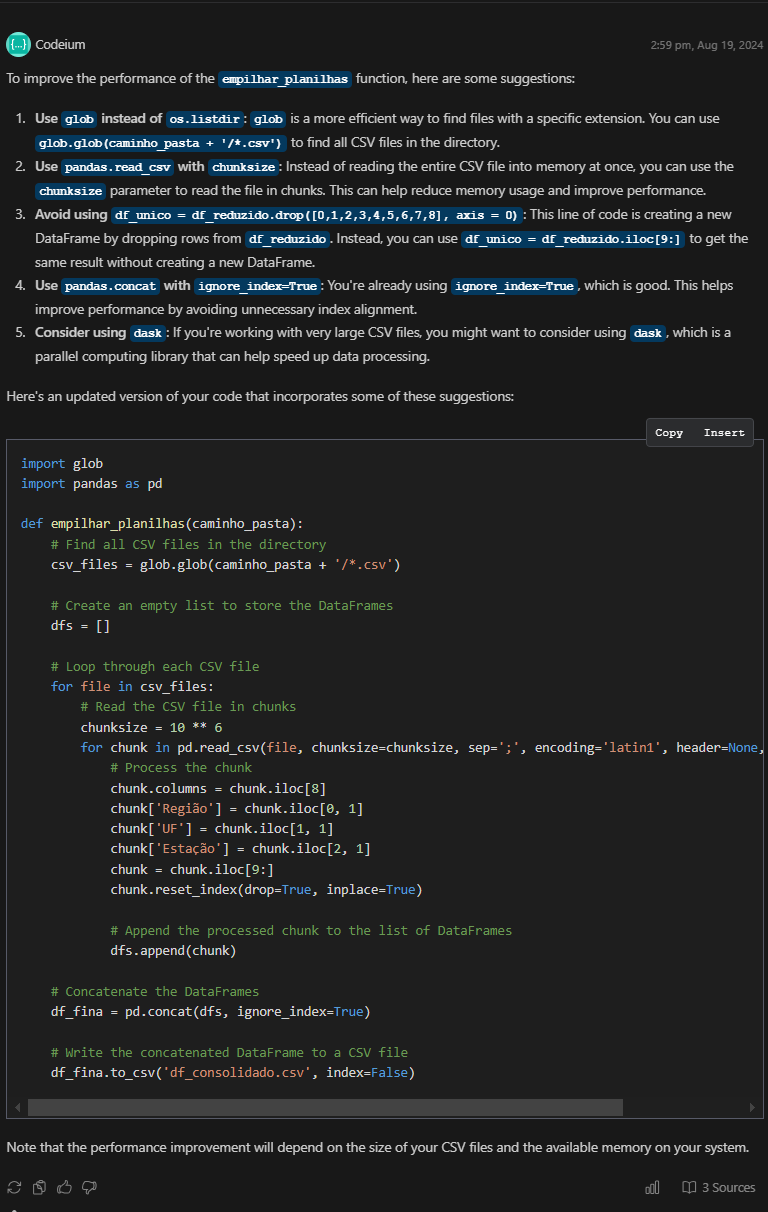 {...} Codeium
2:59 pm, Aug 19, 2024
To improve the performance of the empilhar_planilhas function, here are some suggestions:
1. Use glob instead of os.listdir: glob is a more efficient way to find files with a specific extension. You can use
glob.glob(caminho_pasta + '/*.csv') to find all CSV files in the directory.
2. Use pandas.read_csv with chunksize: Instead of reading the entire CSV file into memory at once, you can use the
chunksize parameter to read the file in chunks. This can help reduce memory usage and improve performance.
3. Avoid using df_unico = df_reduzido.drop([0,1,2,3,4,5,6,7,8], axis = 0): This line of code is creating a new
DataFrame by dropping rows from df_reduzido. Instead, you can use df_unico = df_reduzido.iloc[9:] to get the
same result without creating a new DataFrame.
4. Use pandas.concat with ignore_index=True: You're already using ignore_index=True, which is good. This helps
improve performance by avoiding unnecessary index alignment.
5. Consider using dask: If you're working with very large CSV files, you might want to consider using dask, which is a
parallel computing library that can help speed up data processing.
Here's an updated version of your code that incorporates some of these suggestions:
Copy Insert
import glob
import pandas as pd
def empilhar_planilhas(caminho_pasta):
# Find all CSV files in the directory
csv_files = glob.glob(caminho_pasta + '/*.csv')
# Create an empty list to store the DataFrames
dfs = []
# Loop through each CSV file
for file in csv_files:
# Read the CSV file in chunks
chunksize = 10 ** 6
for chunk in pd.read_csv(file, chunksize=chunksize, sep=';', encoding='latin1', header=None,
# Process the chunk
chunk.columns = chunk.iloc[8]
chunk['Região'] = chunk.iloc[0, 1]
chunk['UF'] = chunk.iloc[1, 1]
chunk['Estação'] = chunk.iloc[2, 1]
chunk = chunk.iloc[9:]
chunk.reset_index(drop=True, inplace=True)
# Append the processed chunk to the list of DataFrames
dfs.append(chunk)
# Concatenate the DataFrames
df_fina = pd.concat(dfs, ignore_index=True)
# Write the concatenated DataFrame to a CSV file
df_fina.to_csv('df_consolidado.csv', index=False)
Note that the performance improvement will depend on the size of your CSV files and the available memory on your system.
3 Sources